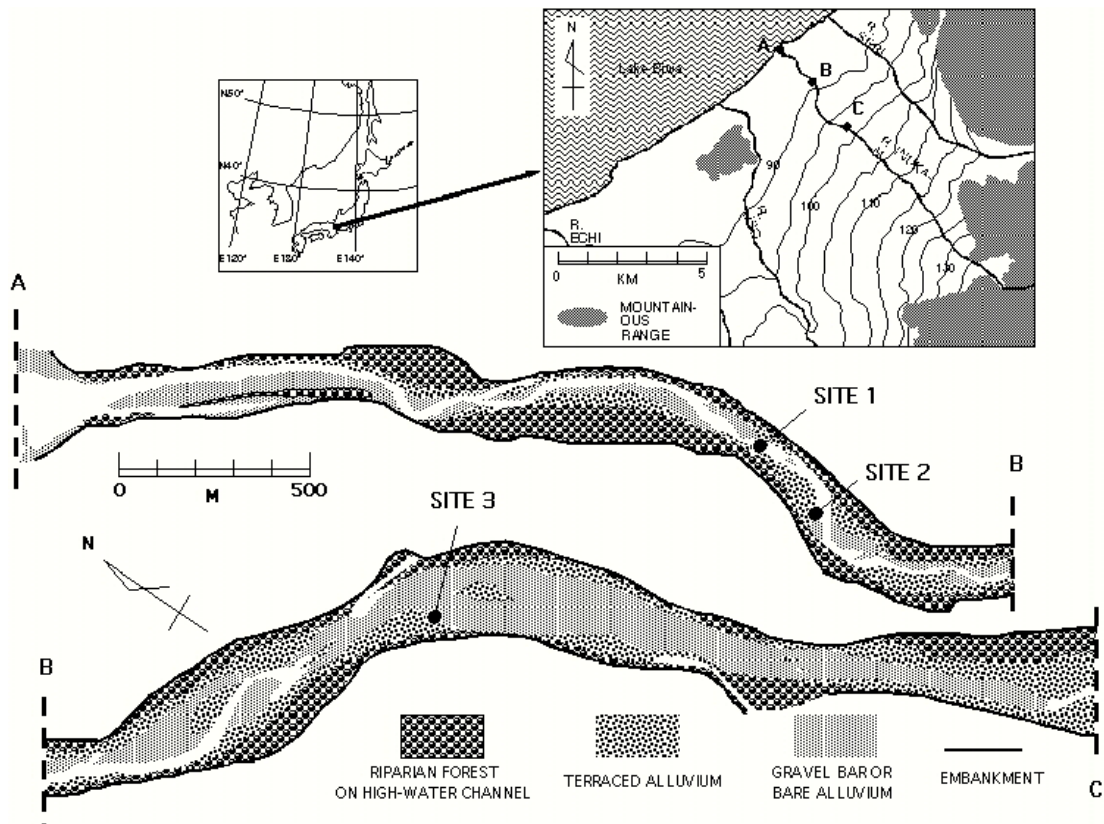 N
A
Lake Biwa
B
C
N50°
N40°
E120°
E130°
E140°
90
100
110
120
130
R.
ECHI
0
5
KM
MOUNTAIN-
OUS
RANGE
A
SITE 1
SITE 2
B
0
500
M
SITE 3
N
B
RIPARIAN FOREST
ON HIGH-WATER CHANNEL
TERRACED ALLUVIUM
GRAVEL BAR OR
BARE ALLUVIUM
EMBANKMENT
C